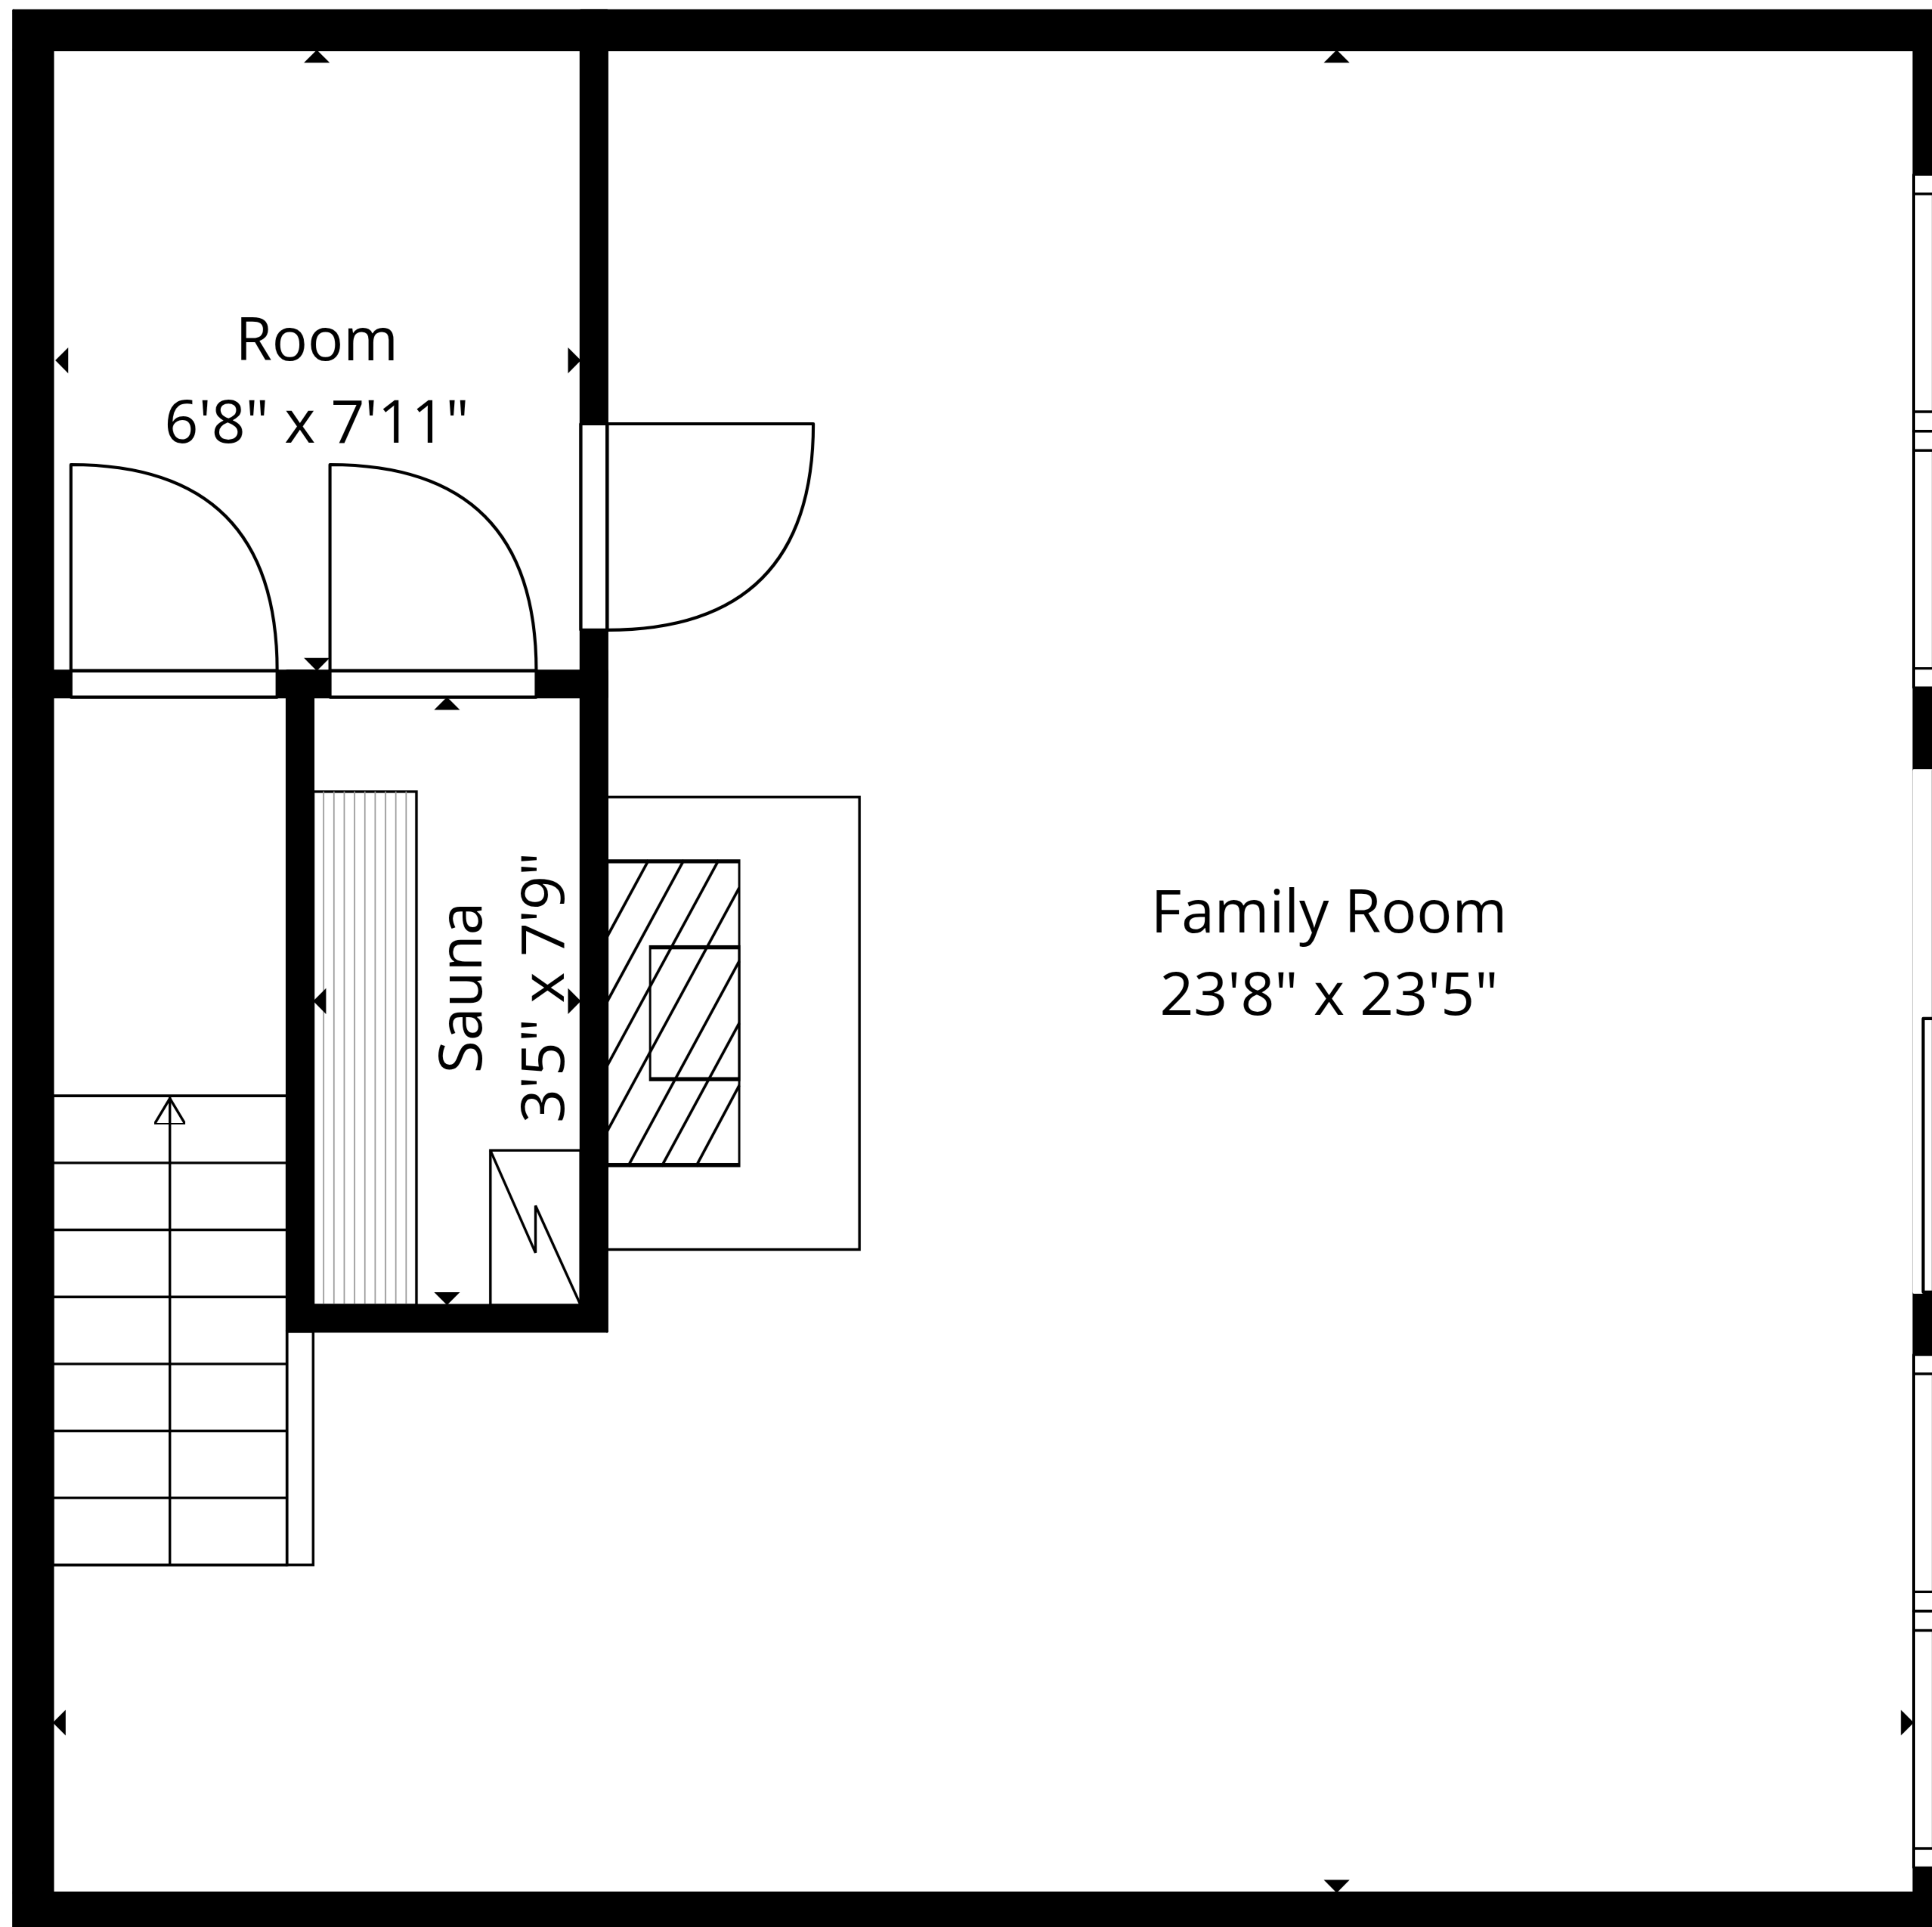 Room
6'8" x 7'11"
Family Room
23'8" x 23'5"
Sauna
3'5" x 7'9"